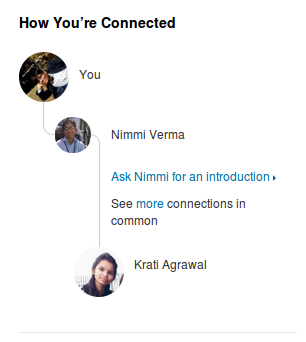 How You're Connected
You
Nimmi Verma
Ask Nimmi for an introduction
See more connections in
common
Krati Agrawal